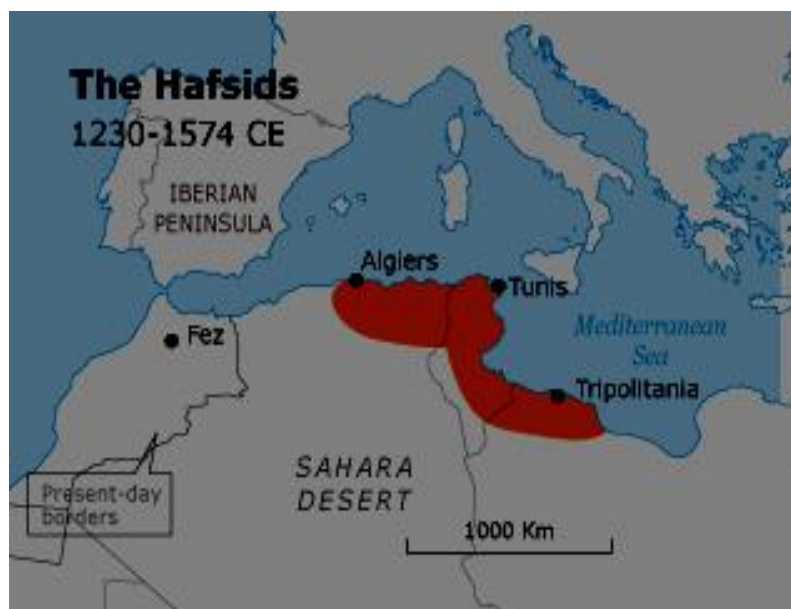 The Hafsids
1230-1574 CE
IBERIAN
PENINSULA
Algiers
Tunis
Fez
Mediterranean
Sea
Tripolitania
SAHARA
DESERT
Present-day
borders
1000 Km